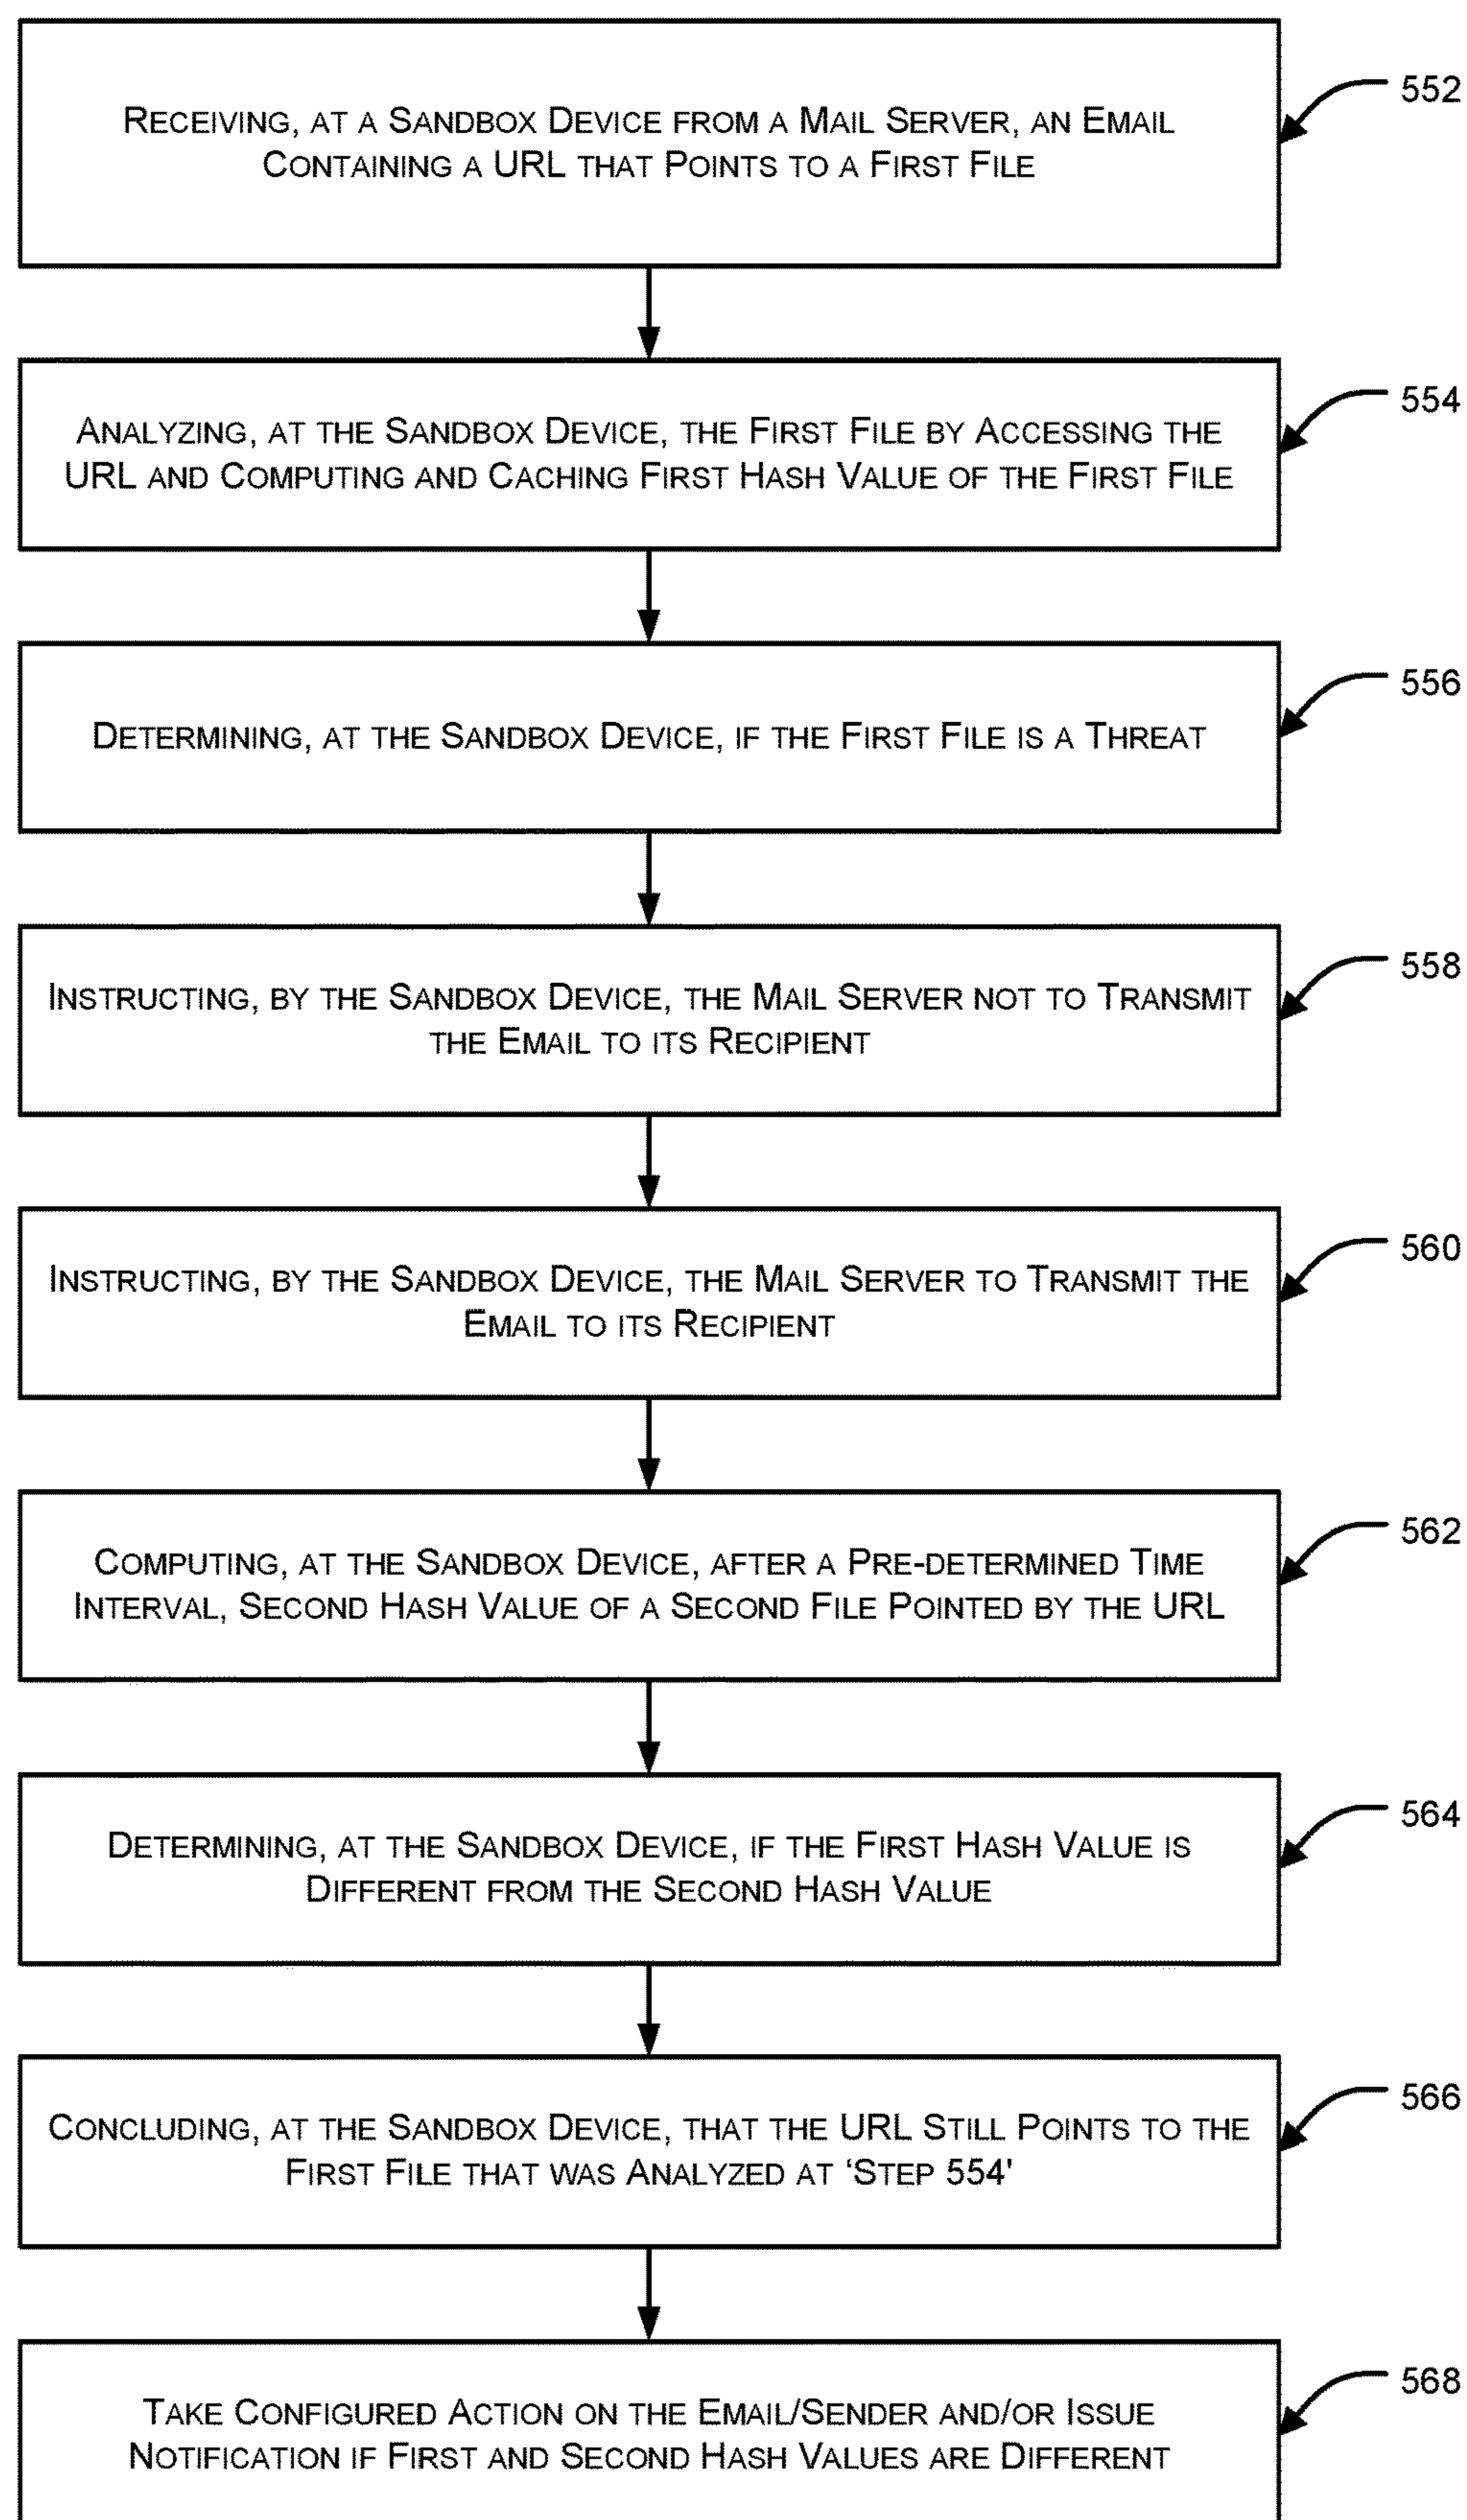 RECEIVING, AT A SANDBOX DEVICE FROM A MAIL SERVER, AN EMAIL
CONTAINING A URL THAT POINTS TO A FIRST FILE
552
ANALYZING, AT THE SANDBOX DEVICE, THE FIRST FILE BY ACCESSING THE
URL AND COMPUTING AND CACHING FIRST HASH VALUE OF THE FIRST FILE
554
DETERMINING, AT THE SANDBOX DEVICE, IF THE FIRST FILE IS A THREAT
556
INSTRUCTING, BY THE SANDBOX DEVICE, THE MAIL SERVER NOT TO TRANSMIT
THE EMAIL TO ITS RECIPIENT
558
INSTRUCTING, BY THE SANDBOX DEVICE, THE MAIL SERVER TO TRANSMIT THE
EMAIL TO ITS RECIPIENT
560
COMPUTING, AT THE SANDBOX DEVICE, AFTER A PRE-DETERMINED TIME
INTERVAL, SECOND HASH VALUE OF A SECOND FILE POINTED BY THE URL
562
DETERMINING, AT THE SANDBOX DEVICE, IF THE FIRST HASH VALUE IS
DIFFERENT FROM THE SECOND HASH VALUE
564
CONCLUDING, AT THE SANDBOX DEVICE, THAT THE URL STILL POINTS TO THE
FIRST FILE THAT WAS ANALYZED AT ‘STEP 554'
566
TAKE CONFIGURED ACTION ON THE EMAIL/SENDER AND/OR ISSUE
NOTIFICATION IF FIRST AND SECOND HASH VALUES ARE DIFFERENT
568